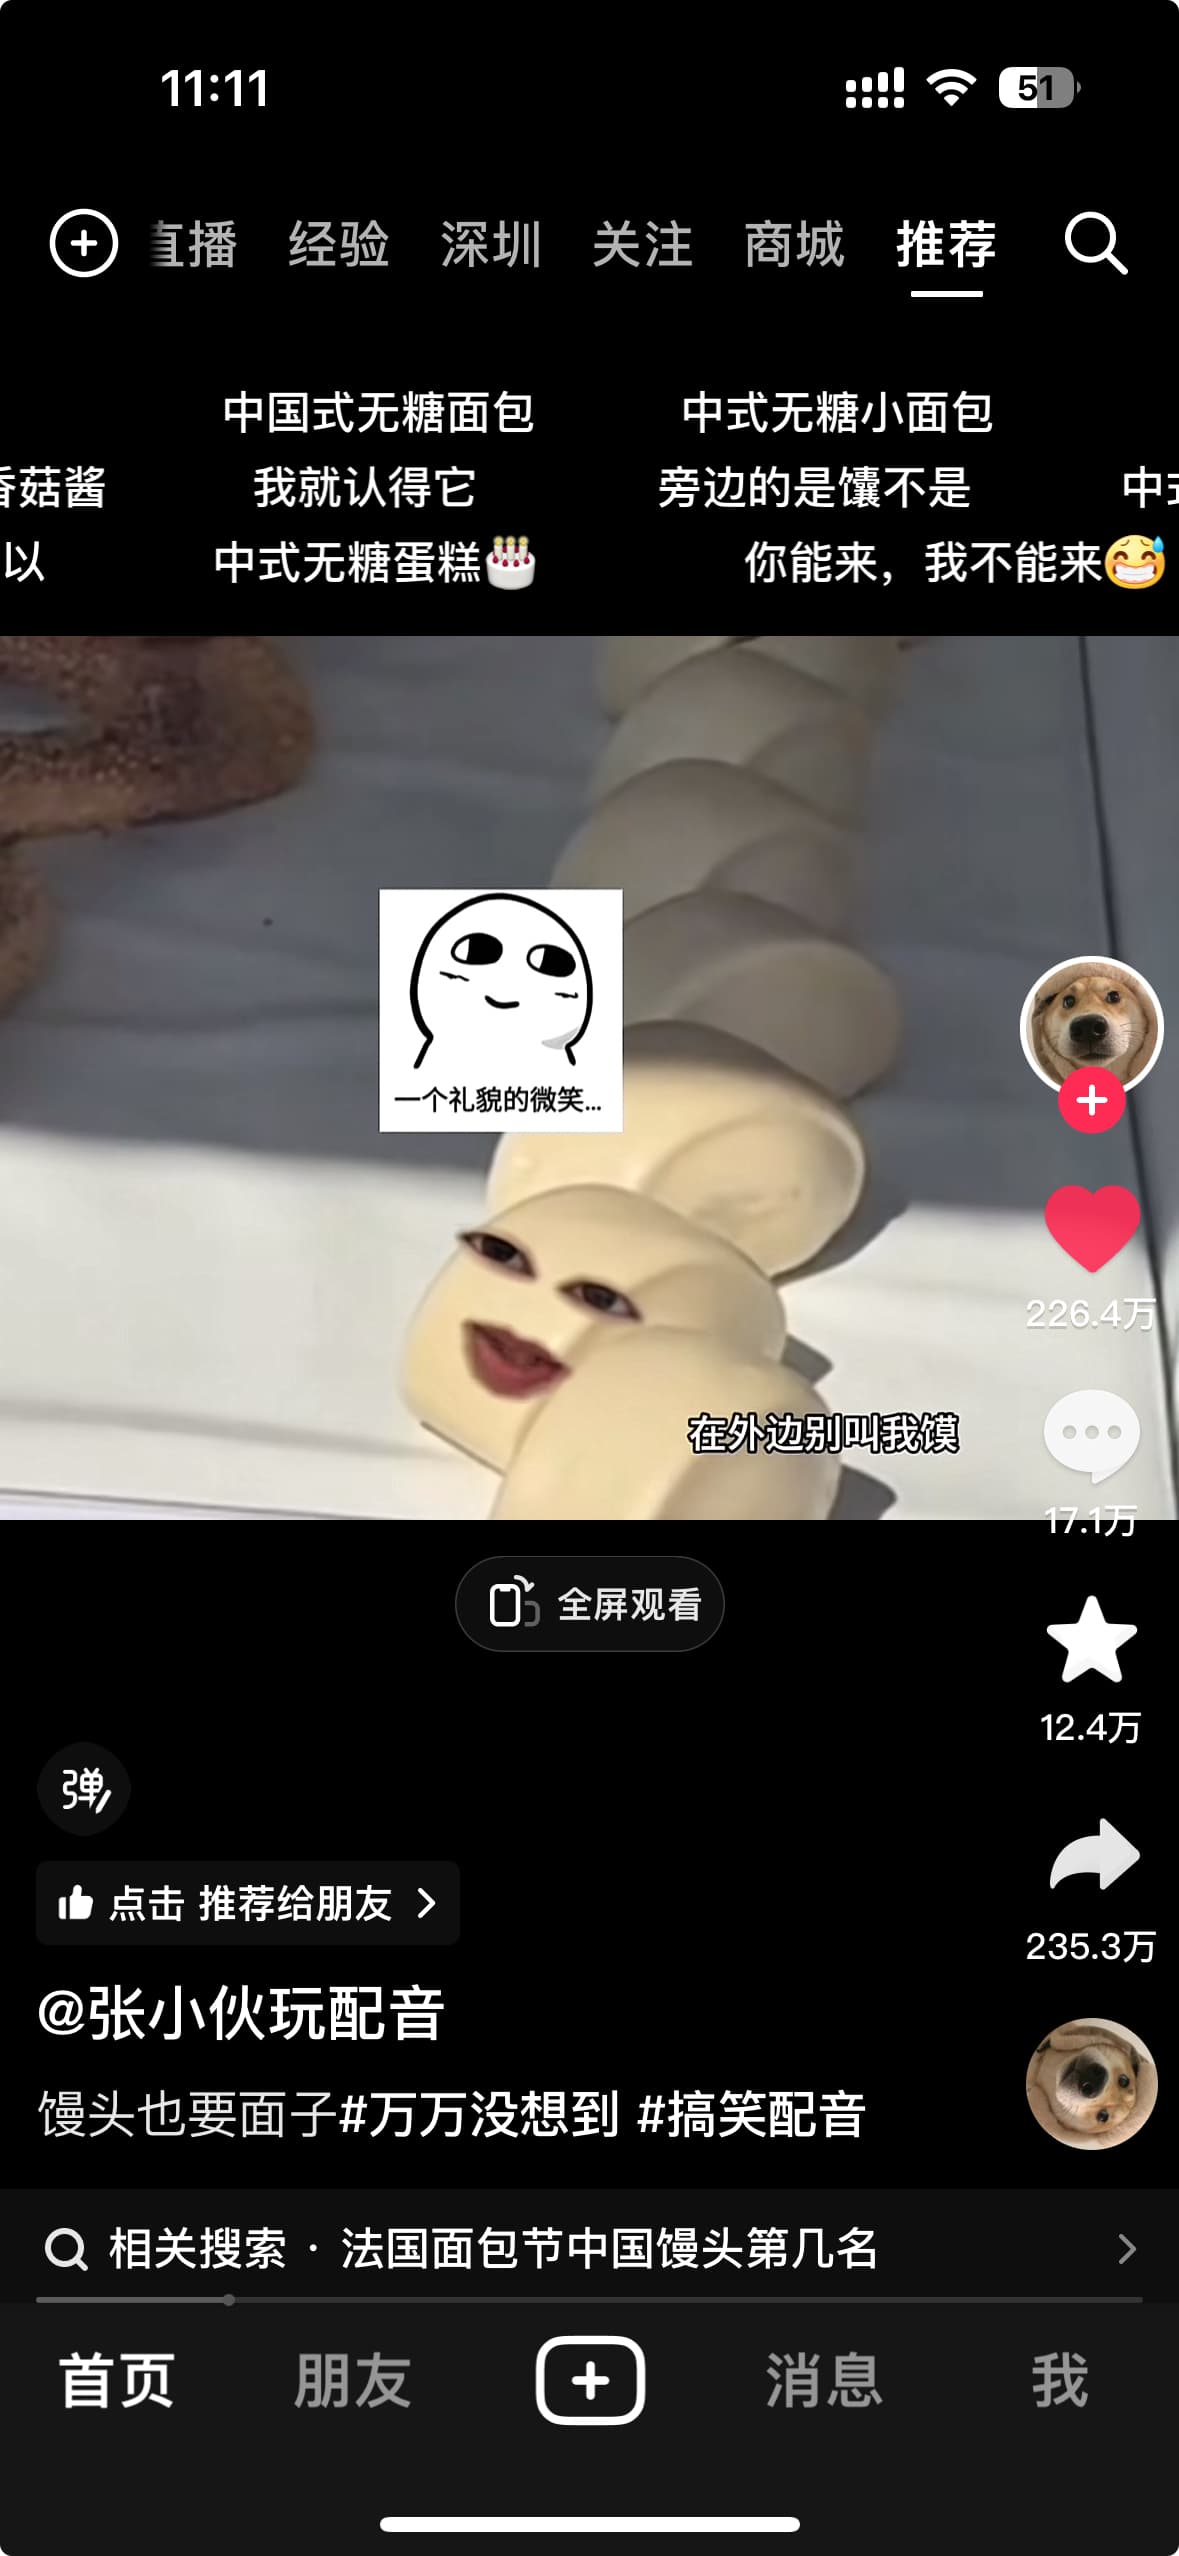 11:11
51
直播 经验 深圳 关注 商城 推荐
中国式无糖面包 中式无糖小面包
香菇酱 我就认得它 旁边的是馕不是 中式
以 中式无糖蛋糕🎂 你能来，我不能来😅
一个礼貌的微笑...
226.4万
在外边别叫我馍
17.1万
全屏观看
12.4万
弹
点击 推荐给朋友
235.3万
@张小伙玩配音
馒头也要面子#万万没想到 #搞笑配音
相关搜索 · 法国面包节中国馒头第几名
首页 朋友 消息 我